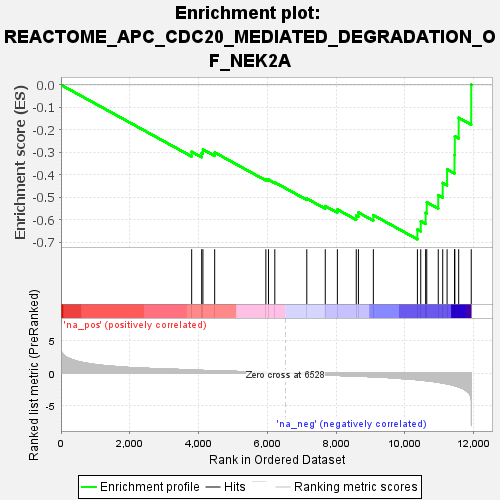 Enrichment plot:
REACTOME_APC_CDC20_MEDIATED_DEGRADATION_O
F_NEK2A
Enrichment score (ES)
0.0
-0.1
-0.2
-0.3
-0.4
-0.5
-0.6
-0.7
'na_pos' (positively correlated)
Ranked list metric (PreRanked)
5
0
-5
Zero cross at 6528
'na_neg' (negatively correlated)
0
2,000
4,000
6,000
8,000
10,000
12,000
Rank in Ordered Dataset
Enrichment profile
Hits
Ranking metric scores